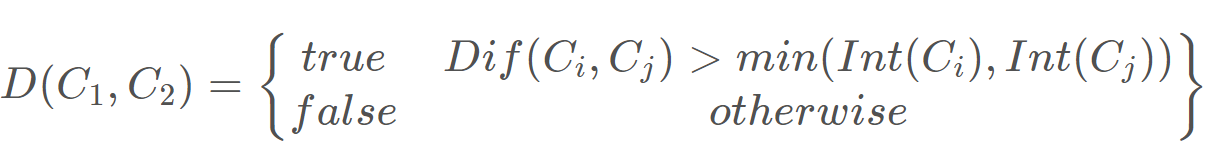 D(C₁, C₂) = { true Dif(Cᵢ, Cⱼ) > min(Int(Cᵢ), Int(Cⱼ)) }
false otherwise